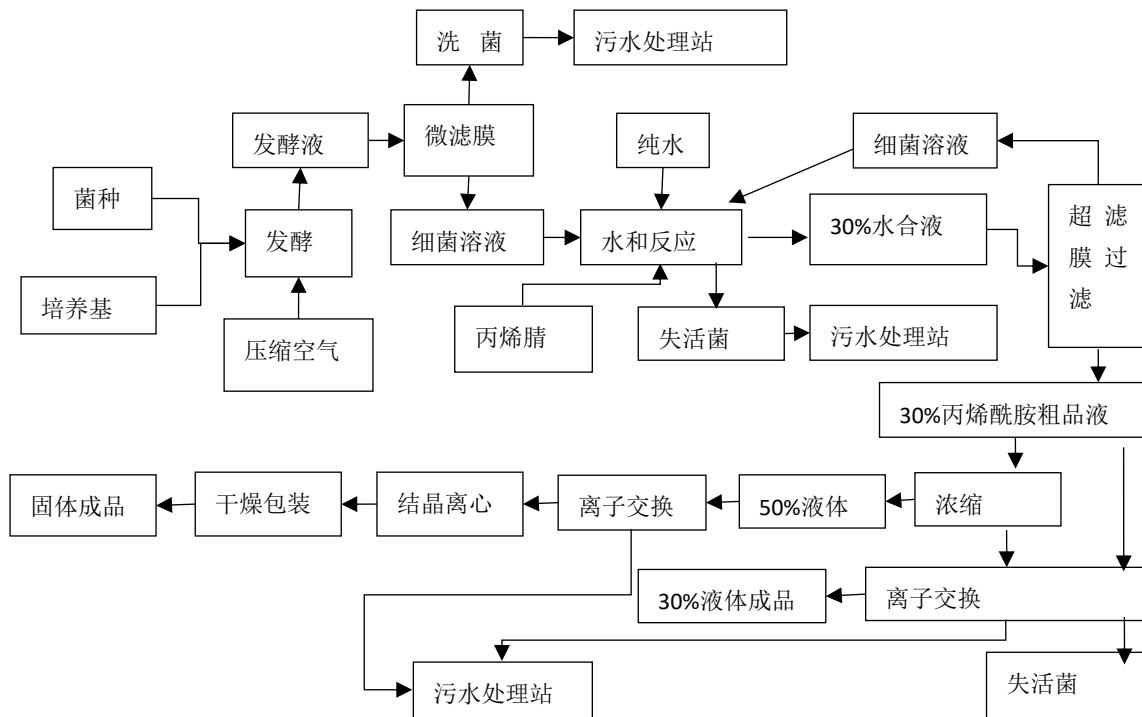 洗 菌
污水处理站
发酵液
微滤膜
纯水
细菌溶液
菌种
发酵
细菌溶液
水和反应
30%水合液
超 滤
膜 过
滤
培养基
压缩空气
丙烯腈
失活菌
污水处理站
30%丙烯酰胺粗品液
固体成品
干燥包装
结晶离心
离子交换
50%液体
浓缩
30%液体成品
离子交换
污水处理站
失活菌